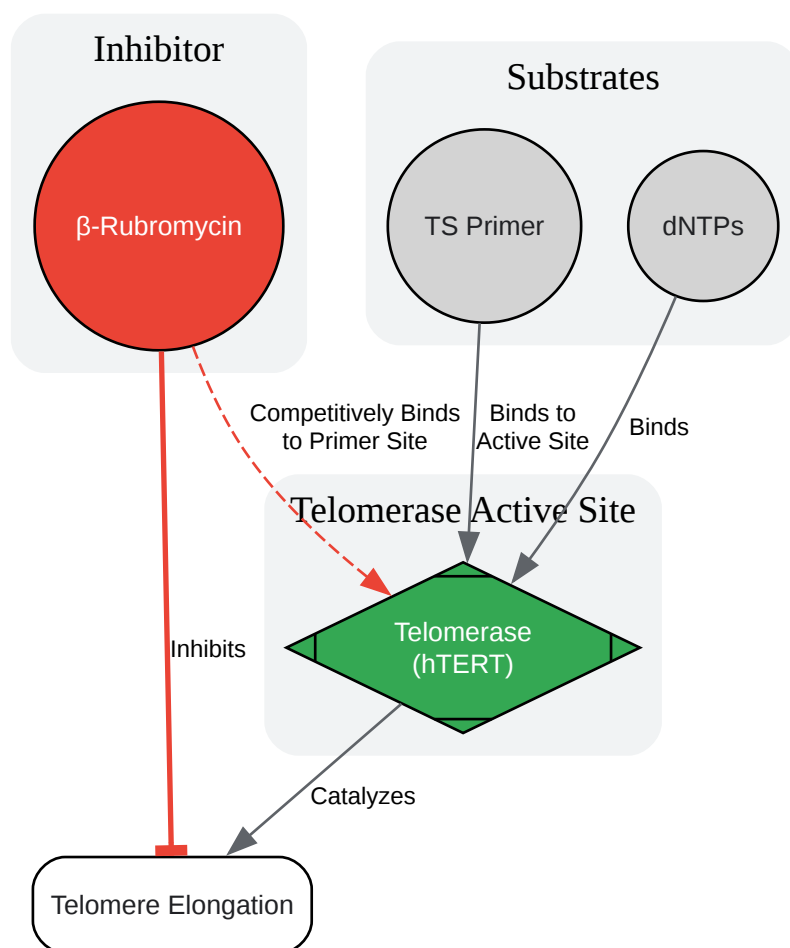 Inhibitor
Substrates
β-Rubromycin
TS Primer
dNTPs
Competitively Binds
to Primer Site
Binds to
Active Site
Binds
Telomerase Active Site
Telomerase
(hTERT)
Inhibits
Catalyzes
Telomere Elongation